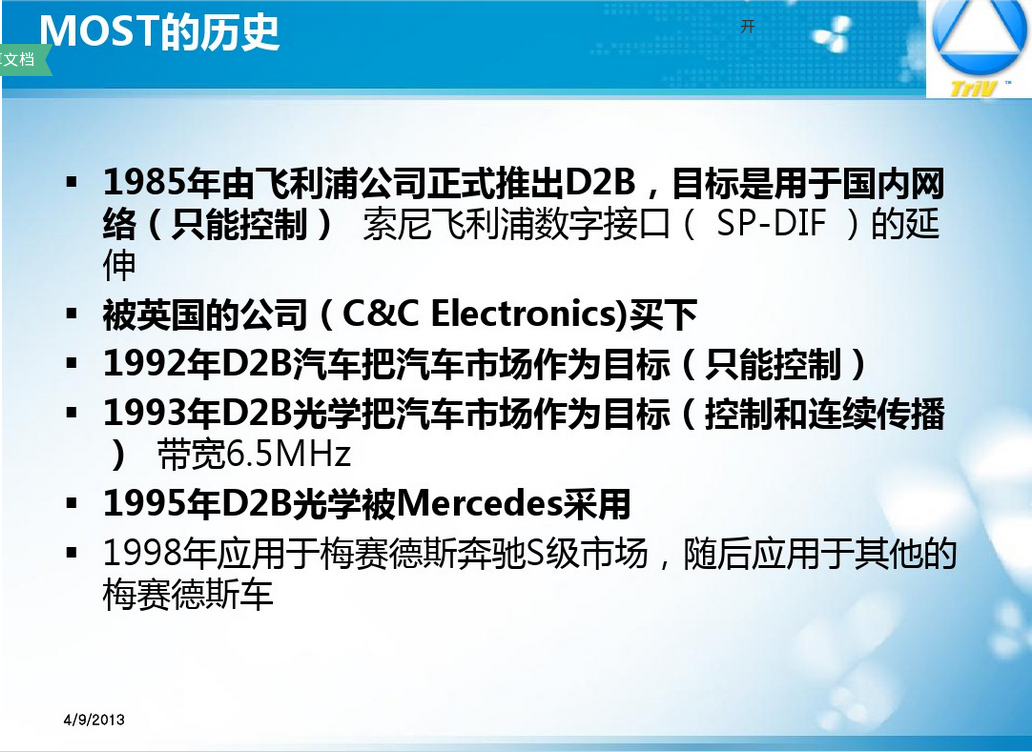 MOST的历史
开
文档
TriV ™
▪ 1985年由飞利浦公司正式推出D2B，目标是用于国内网
络（只能控制） 索尼飞利浦数字接口（ SP-DIF ）的延
伸
▪ 被英国的公司（C&C Electronics)买下
▪ 1992年D2B汽车把汽车市场作为目标（只能控制）
▪ 1993年D2B光学把汽车市场作为目标（控制和连续传播
） 带宽6.5MHz
▪ 1995年D2B光学被Mercedes采用
▪ 1998年应用于梅赛德斯奔驰S级市场，随后应用于其他的
梅赛德斯车
4/9/2013